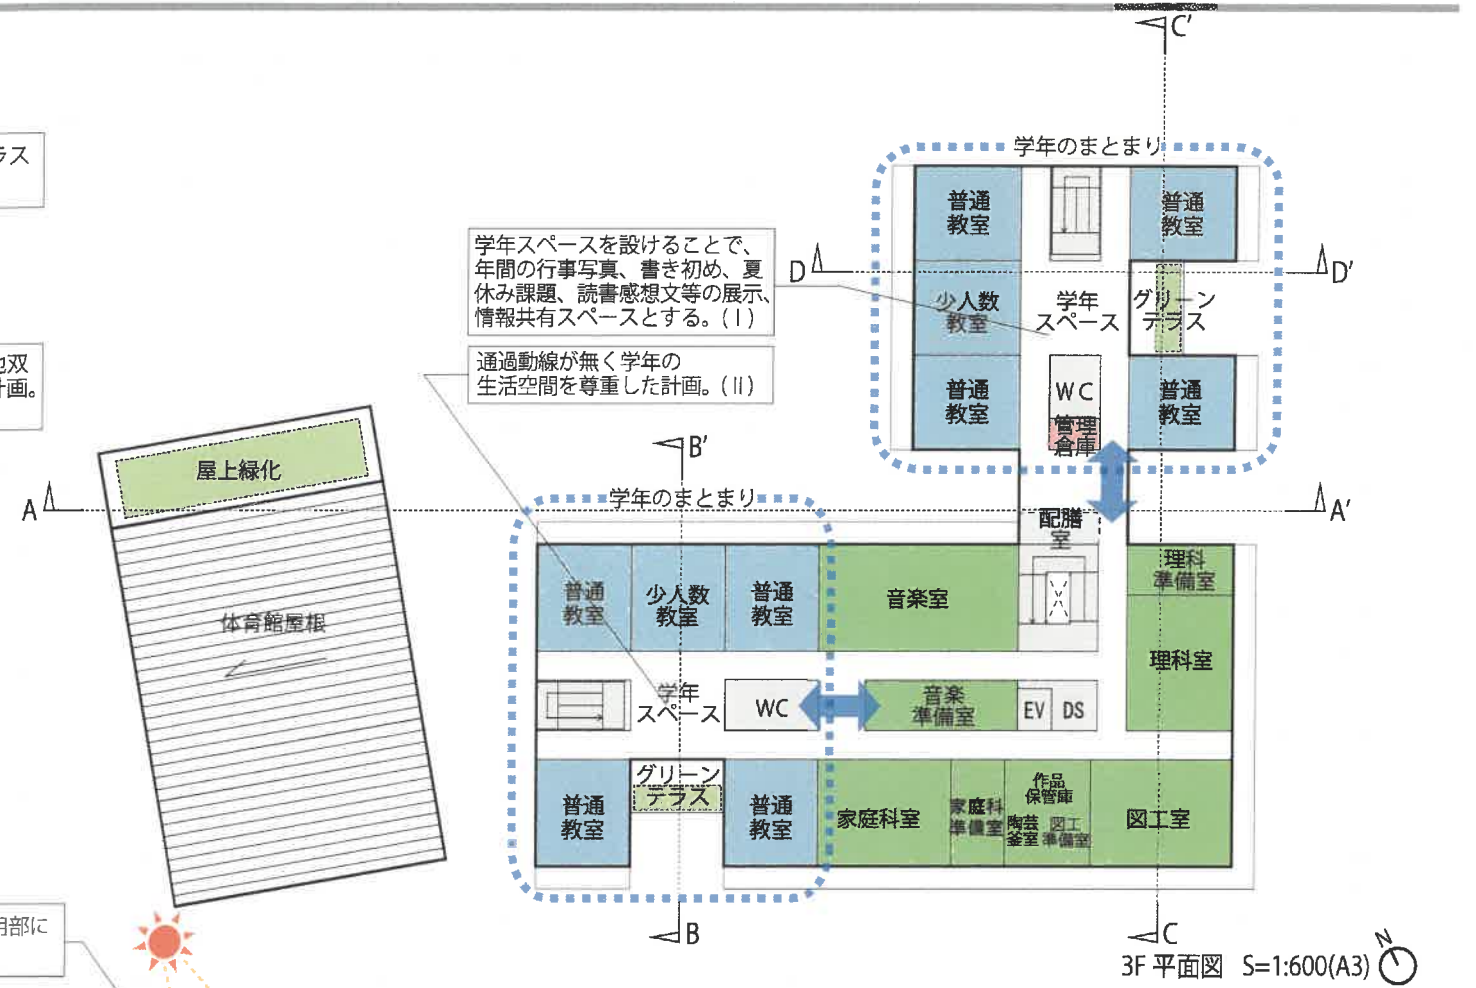 C'
ラス
学年のまとまり
普通
教室
普通
教室
学年スペースを設けることで、
年間の行事写真、書き初め、夏
休み課題、読書感想文等の展示、
情報共有スペースとする。(Ⅰ)
D
D'
少人数
教室
学年
スペース
グリーン
テラス
通過動線が無く学年の
生活空間を尊重した計画。(Ⅱ)
普通
教室
WC
管理
倉庫
普通
教室
双
計画。
B'
屋上緑化
A
学年のまとまり
A'
配膳
室
普通
教室
少人数
教室
普通
教室
音楽室
理科
準備室
体育館屋根
理科室
学年
スペース
WC
音楽
準備室
EV
DS
グリーン
テラス
普通
教室
普通
教室
家庭科室
家庭科
準備室
作品
保管庫
陶芸
釜室
図工
準備室
図工室
部に
B
C
N
3F 平面図 S=1:600(A3)